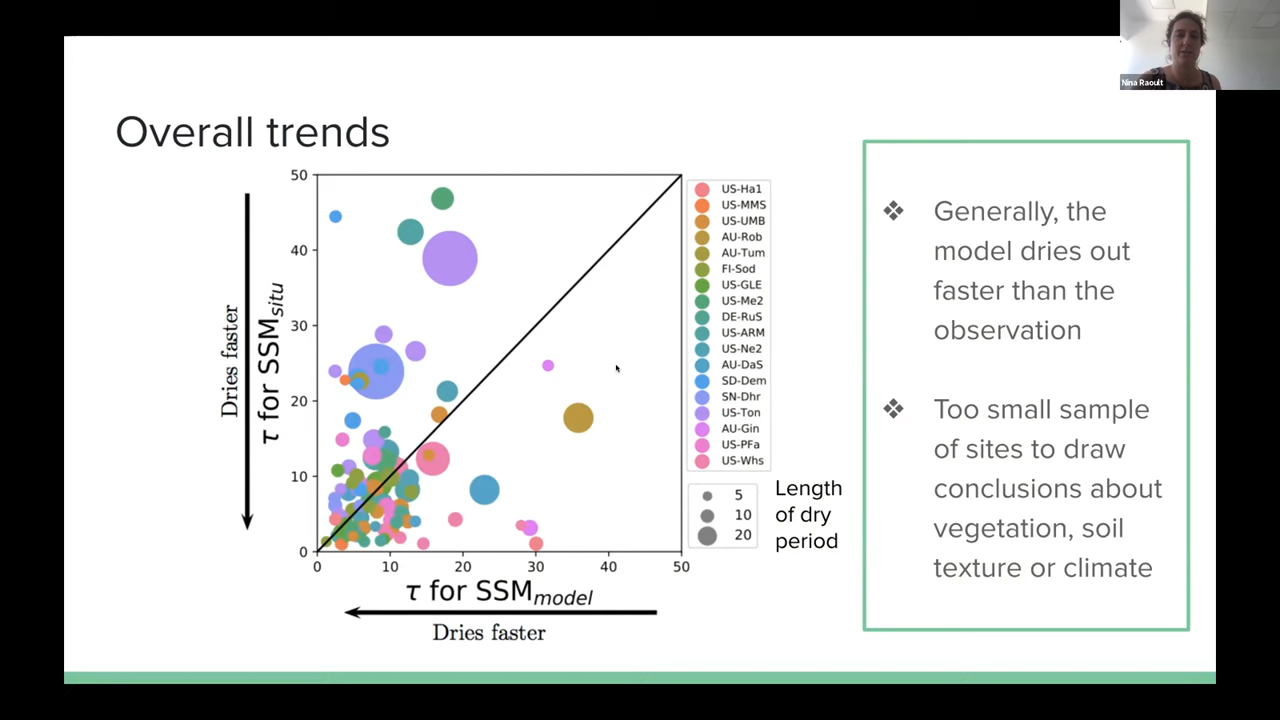 Nina Raoult
Overall trends
Dries faster
τ for SSM_situ
50
40
30
20
10
0
0 10 20 30 40 50
τ for SSM_model
Dries faster
US-Ha1
US-MMS
US-UMB
AU-Rob
AU-Tum
FI-Sod
US-GLE
US-Me2
DE-RuS
US-ARM
US-Ne2
AU-DaS
SD-Dem
SN-Dhr
US-Ton
AU-Gin
US-PFa
US-Whs
5
10
20
Length
of dry
period
❖ Generally, the
model dries out
faster than the
observation
❖ Too small sample
of sites to draw
conclusions about
vegetation, soil
texture or climate